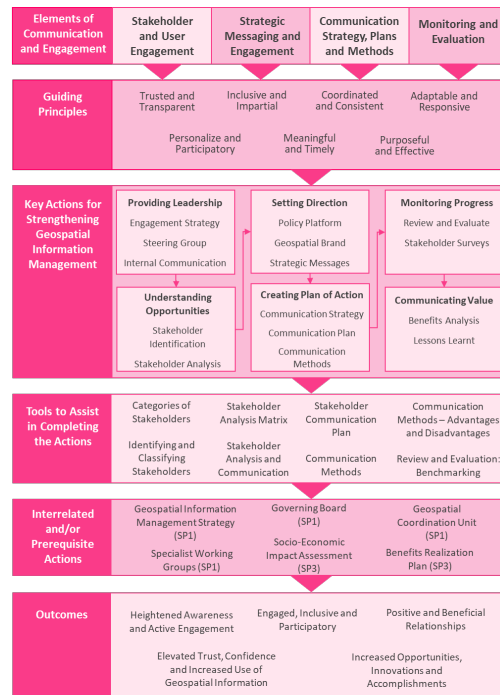 Elements of
Communication
and Engagement
Stakeholder
and User
Engagement
Strategic
Messaging and
Engagement
Communication
Strategy, Plans
and Methods
Monitoring and
Evaluation
Guiding
Principles
Trusted and
Transparent
Inclusive and
Impartial
Coordinated
and Consistent
Adaptable and
Responsive
Personalize and
Participatory
Meaningful
and Timely
Purposeful
and Effective
Key Actions for
Strengthening
Geospatial
Information
Management
Providing Leadership
Engagement Strategy
Steering Group
Internal Communication
Understanding
Opportunities
Stakeholder
Identification
Stakeholder Analysis
Setting Direction
Policy Platform
Geospatial Brand
Strategic Messages
Creating Plan of Action
Communication Strategy
Communication Plan
Communication
Methods
Monitoring Progress
Review and Evaluate
Stakeholder Surveys
Communicating Value
Benefits Analysis
Lessons Learnt
Tools to Assist
in Completing
the Actions
Categories of
Stakeholders
Stakeholder
Analysis Matrix
Stakeholder
Communication
Plan
Communication
Methods – Advantages
and Disadvantages
Identifying and
Classifying
Stakeholders
Stakeholder
Analysis and
Communication
Communication
Methods
Review and Evaluation:
Benchmarking
Interrelated
and/or
Prerequisite
Actions
Geospatial Information
Management Strategy
(SP1)
Governing Board
(SP1)
Geospatial
Coordination Unit
(SP1)
Specialist Working
Groups (SP1)
Socio-Economic
Impact Assessment
(SP3)
Benefits Realization
Plan (SP3)
Outcomes
Heightened Awareness
and Active Engagement
Engaged, Inclusive and
Participatory
Positive and Beneficial
Relationships
Elevated Trust, Confidence
and Increased Use of
Geospatial Information
Increased Opportunities,
Innovations and
Accomplishments